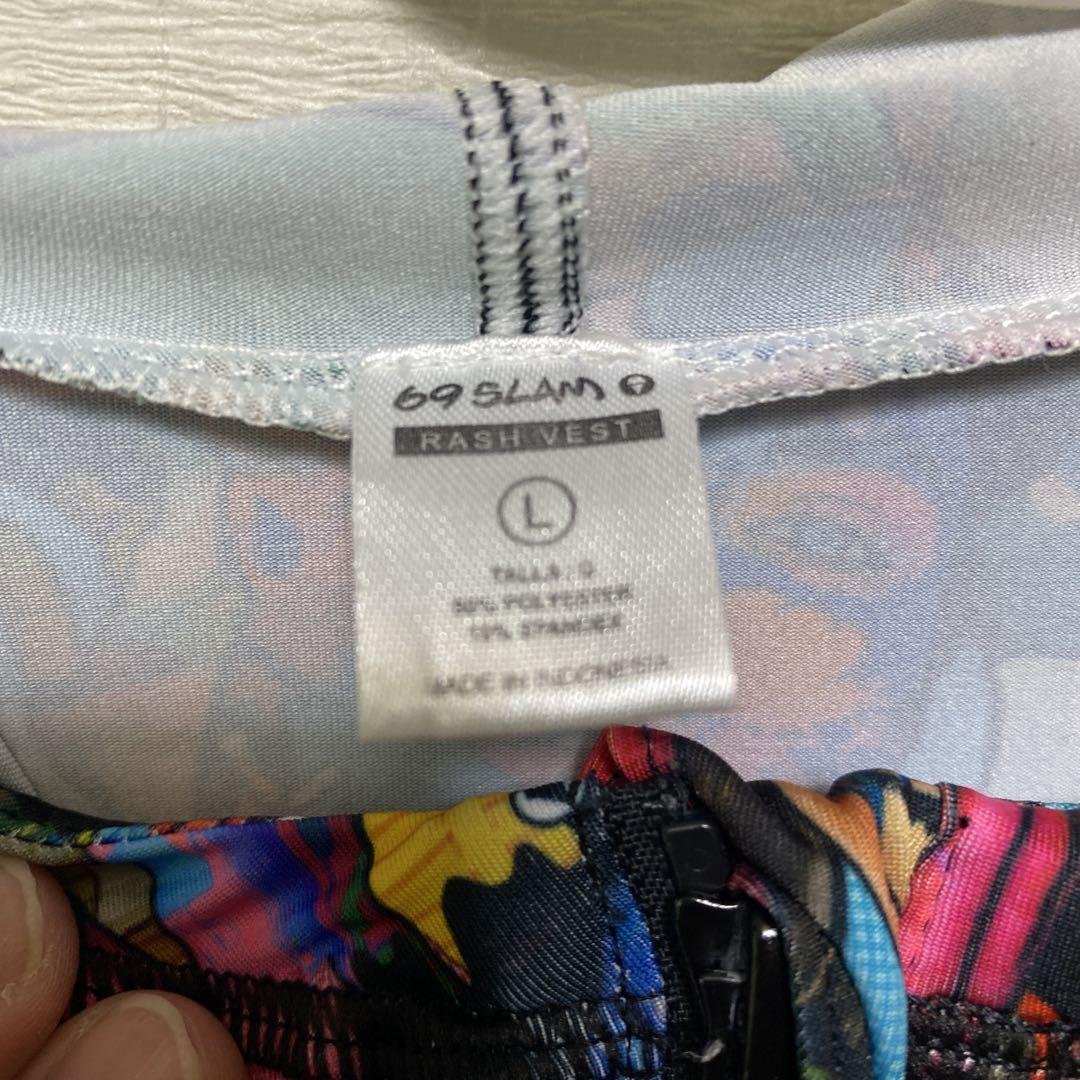 69 SLAM
RASH VEST
L
TALLA : G
POLYESTER
SPANDEX
MADE IN INDONESIA